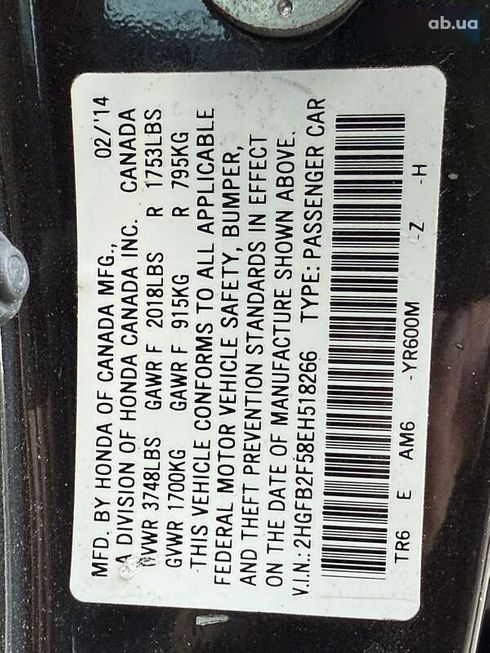 ab.ua
MFD. BY HONDA OF CANADA MFG., 02/'14
A DIVISION OF HONDA CANADA INC. CANADA
GVWR 3748LBS GAWR F 2018LBS R 1753LBS
GVWR 1700KG GAWR F 915KG R 795KG
THIS VEHICLE CONFORMS TO ALL APPLICABLE
FEDERAL MOTOR VEHICLE SAFETY, BUMPER,
AND THEFT PREVENTION STANDARDS IN EFFECT
ON THE DATE OF MANUFACTURE SHOWN ABOVE.
V.I.N.: 2HGFB2F58EH518266 TYPE: PASSENGER CAR
TR6 E AM6 -YR600M Z -H